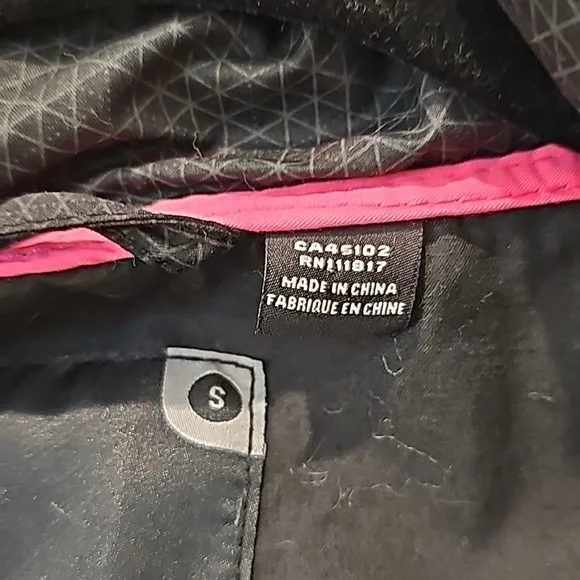 CA45102
RN111817
MADE IN CHINA
FABRIQUE EN CHINE
S